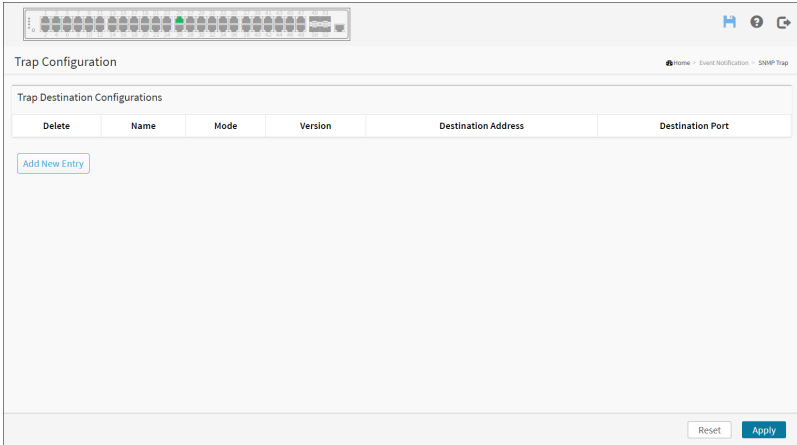 Trap Configuration
Home > Event Notification > SNMP Trap
Trap Destination Configurations
Delete Name Mode Version Destination Address Destination Port
Add New Entry
Reset Apply